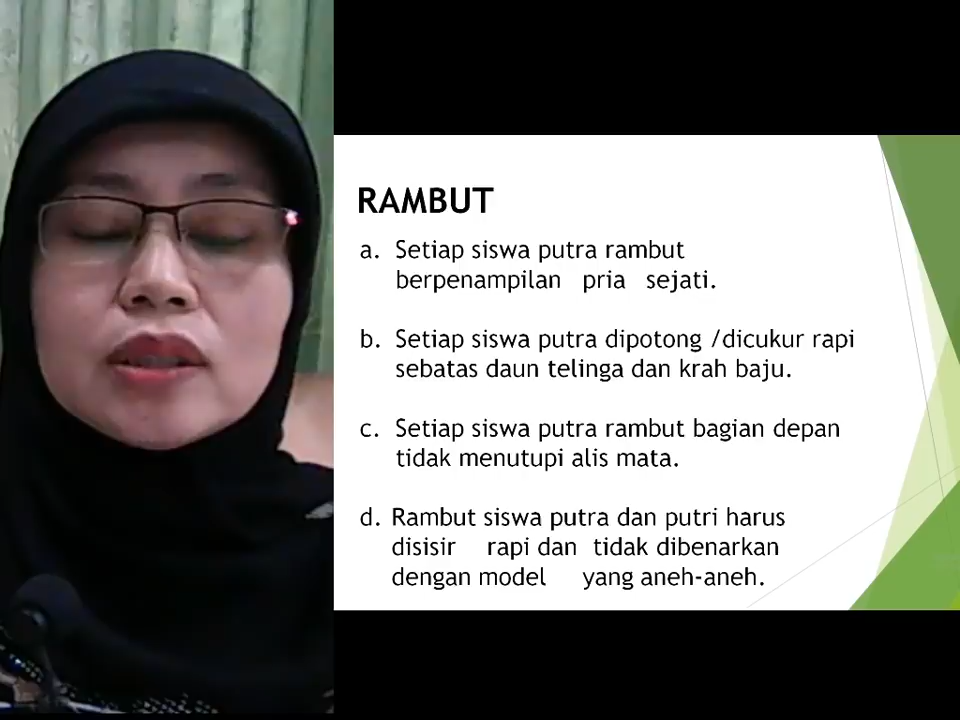 RAMBUT
a. Setiap siswa putra rambut
berpenampilan pria sejati.
b. Setiap siswa putra dipotong /dicukur rapi
sebatas daun telinga dan krah baju.
c. Setiap siswa putra rambut bagian depan
tidak menutupi alis mata.
d. Rambut siswa putra dan putri harus
disisir rapi dan tidak dibenarkan
dengan model yang aneh-aneh.